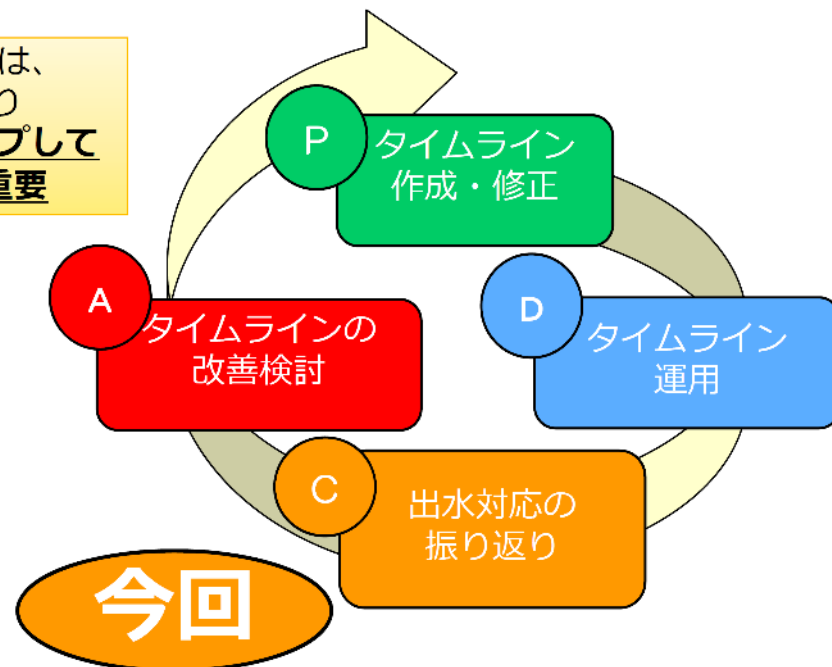 は、
り
プして
重要
P
タイムライン
作成・修正
A
タイムラインの
改善検討
D
タイムライン
運用
C
出水対応の
振り返り
今回